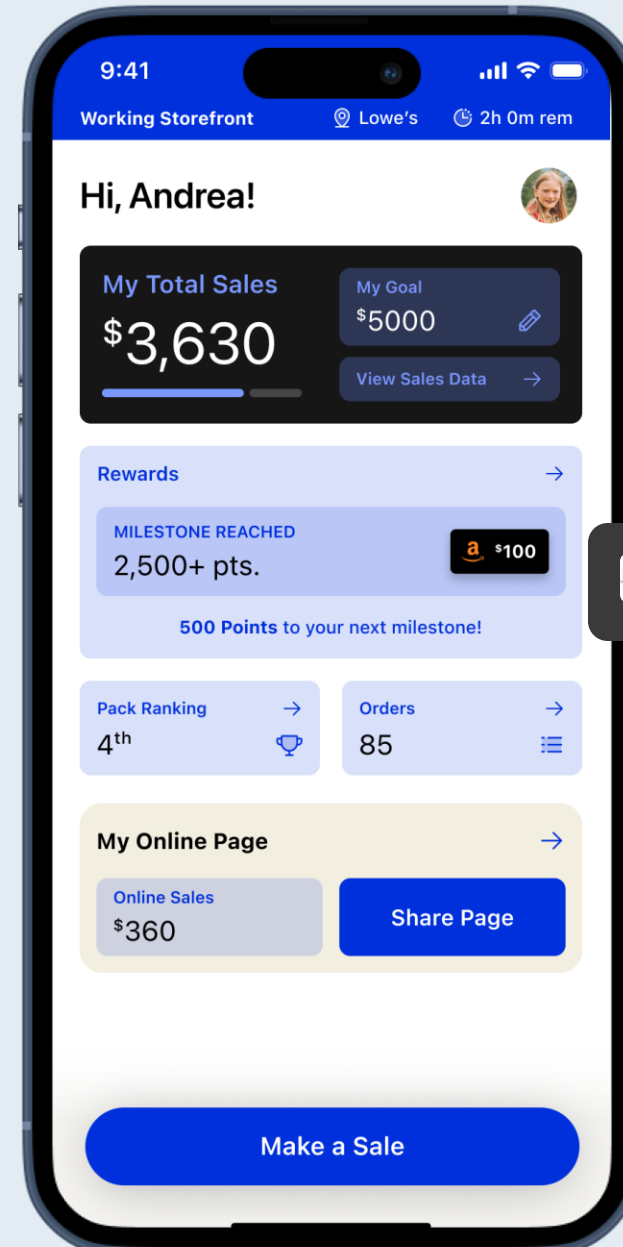 9:41
Working Storefront Lowe's 2h 0m rem
Hi, Andrea!
My Total Sales
$3,630
My Goal
$5000
View Sales Data
Rewards
MILESTONE REACHED
2,500+ pts.
a $100
500 Points to your next milestone!
Pack Ranking
4th
Orders
85
My Online Page
Online Sales
$360
Share Page
Make a Sale